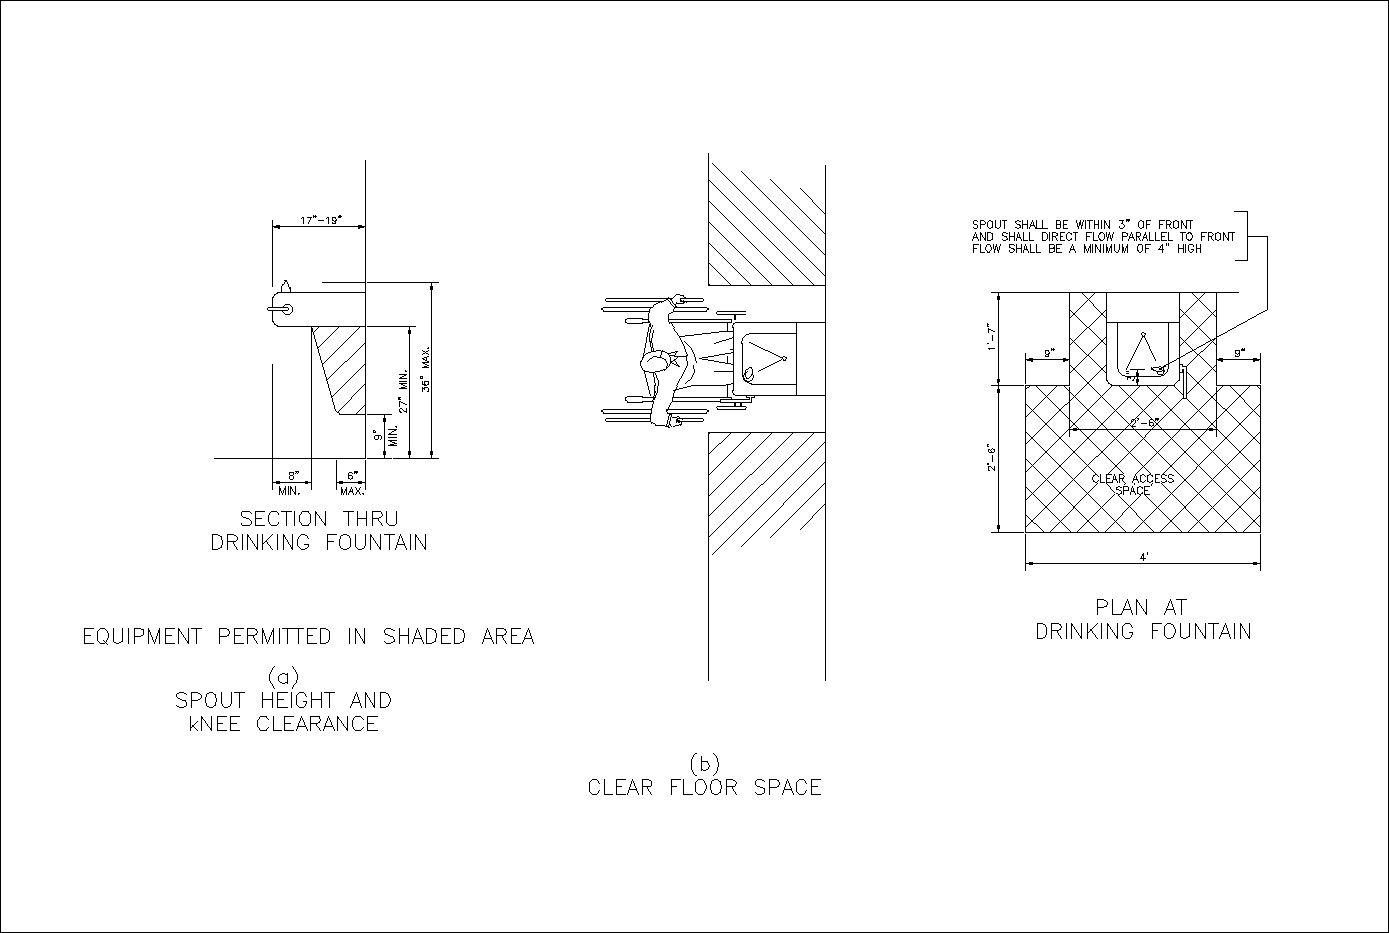 17"-19"
36" MAX.
27" MIN.
9"
MIN.
8"
MIN.
6"
MAX.
SECTION THRU
DRINKING FOUNTAIN
EQUIPMENT PERMITTED IN SHADED AREA
(a)
SPOUT HEIGHT AND
kNEE CLEARANCE
(b)
CLEAR FLOOR SPACE
SPOUT SHALL BE WITHIN 3" OF FRONT
AND SHALL DIRECT FLOW PARALLEL TO FRONT
FLOW SHALL BE A MINIMUM OF 4" HIGH
1'-7"
9"
9"
3"
2'-6"
2'-6"
CLEAR ACCESS
SPACE
4'
PLAN AT
DRINKING FOUNTAIN